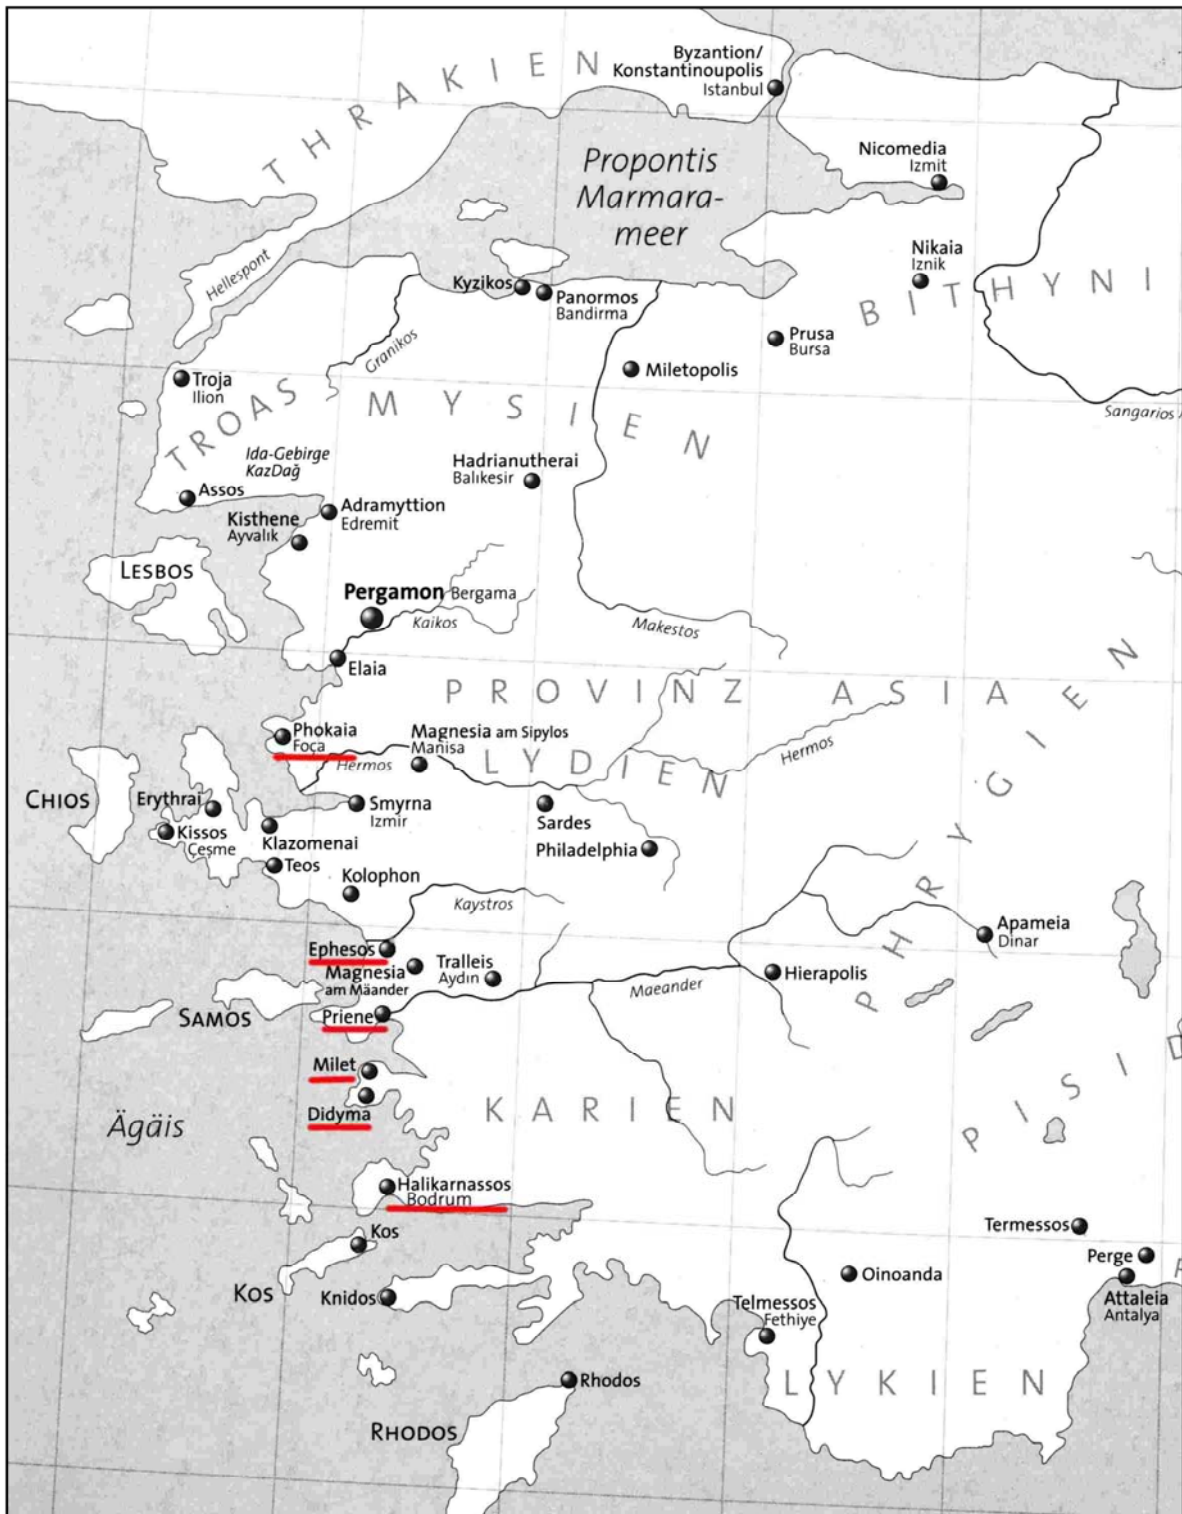 THRAKIEN
Byzantion/
Konstantinoupolis
Istanbul
Propontis
Marmara-
meer
Nicomedia
Izmit
Nikaia
Iznik
BITHYNI
Hellespont
Kyzikos
Panormos
Bandirma
Granikos
Prusa
Bursa
Miletopolis
Sangarios
Troja
Ilion
TROAS
MYSIEN
Ida-Gebirge
KazDağ
Hadrianutherai
Balıkesir
Assos
Adramyttion
Edremit
Kisthene
Ayvalık
LESBOS
Pergamon Bergama
Kaikos
Makestos
Elaia
PROVINZ ASIA
Phokaia
Foça
Magnesia am Sipylos
Manisa
Hermos
LYDIEN
Hermos
PHRYGIEN
CHIOS
Erythrai
Smyrna
Izmir
Sardes
Kissos
Çeşme
Klazomenai
Philadelphia
Teos
Kolophon
Kaystros
Apameia
Dinar
Ephesos
Magnesia
am Mäander
Tralleis
Aydın
Hierapolis
Maeander
SAMOS
Priene
Milet
Didyma
KARIEN
PISID
Ägäis
Halikarnassos
Bodrum
Termessos
Kos
Perge
KOS
Knidos
Oinoanda
Attaleia
Antalya
Telmessos
Fethiye
LYKIEN
Rhodos
RHODOS